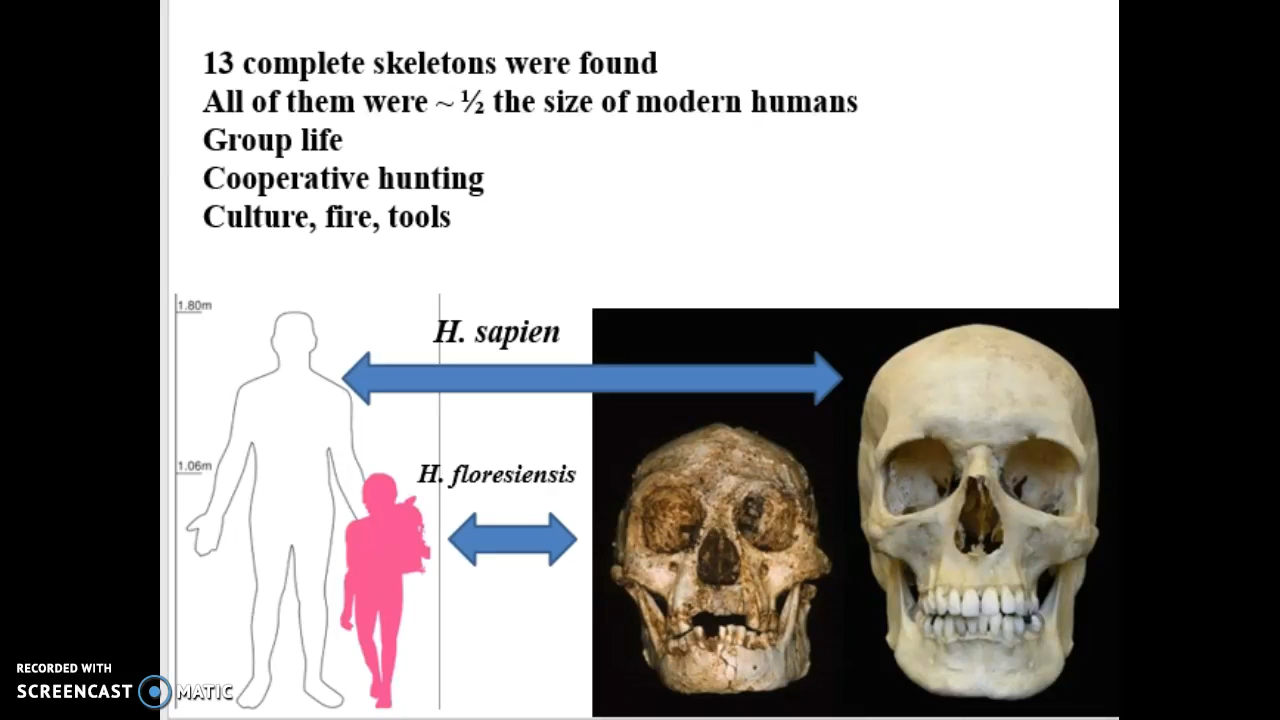 13 complete skeletons were found
All of them were ~ ½ the size of modern humans
Group life
Cooperative hunting
Culture, fire, tools
1.80m
H. sapien
1.06m
H. floresiensis
RECORDED WITH
SCREENCAST MATIC